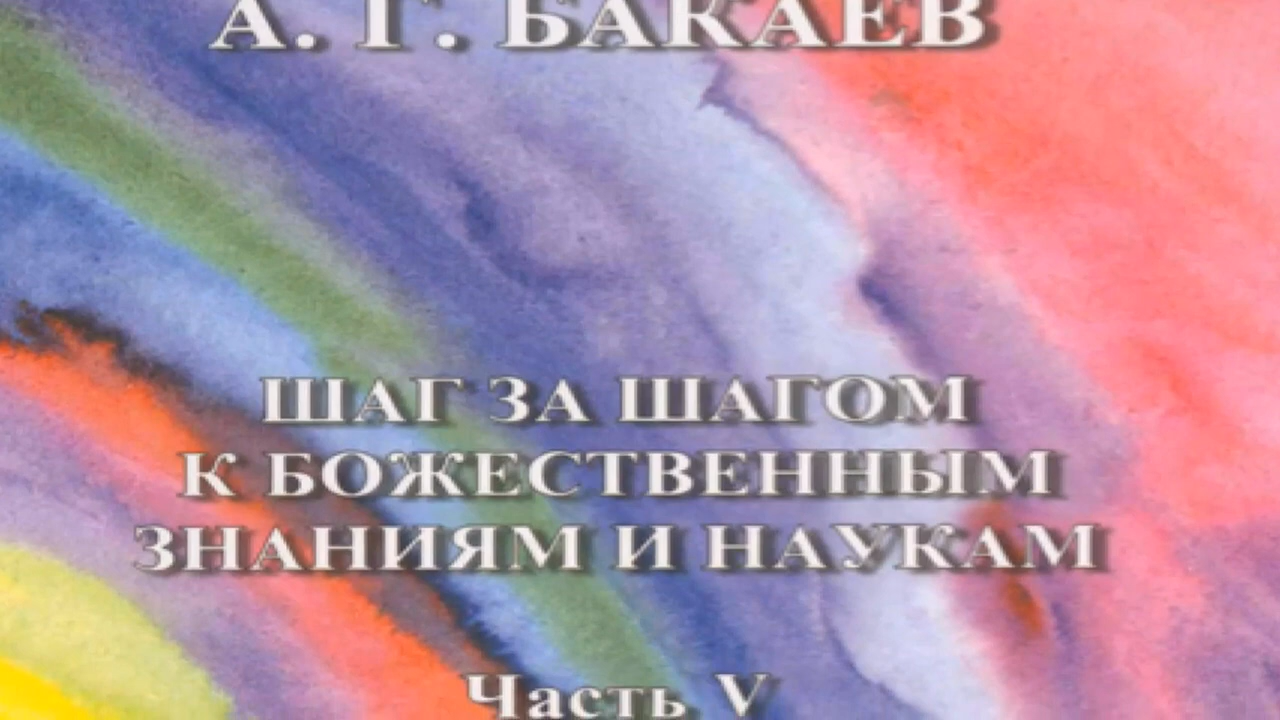 А. Г. БАКАЕВ
ШАГ ЗА ШАГОМ
К БОЖЕСТВЕННЫМ
ЗНАНИЯМ И НАУКАМ
Часть V